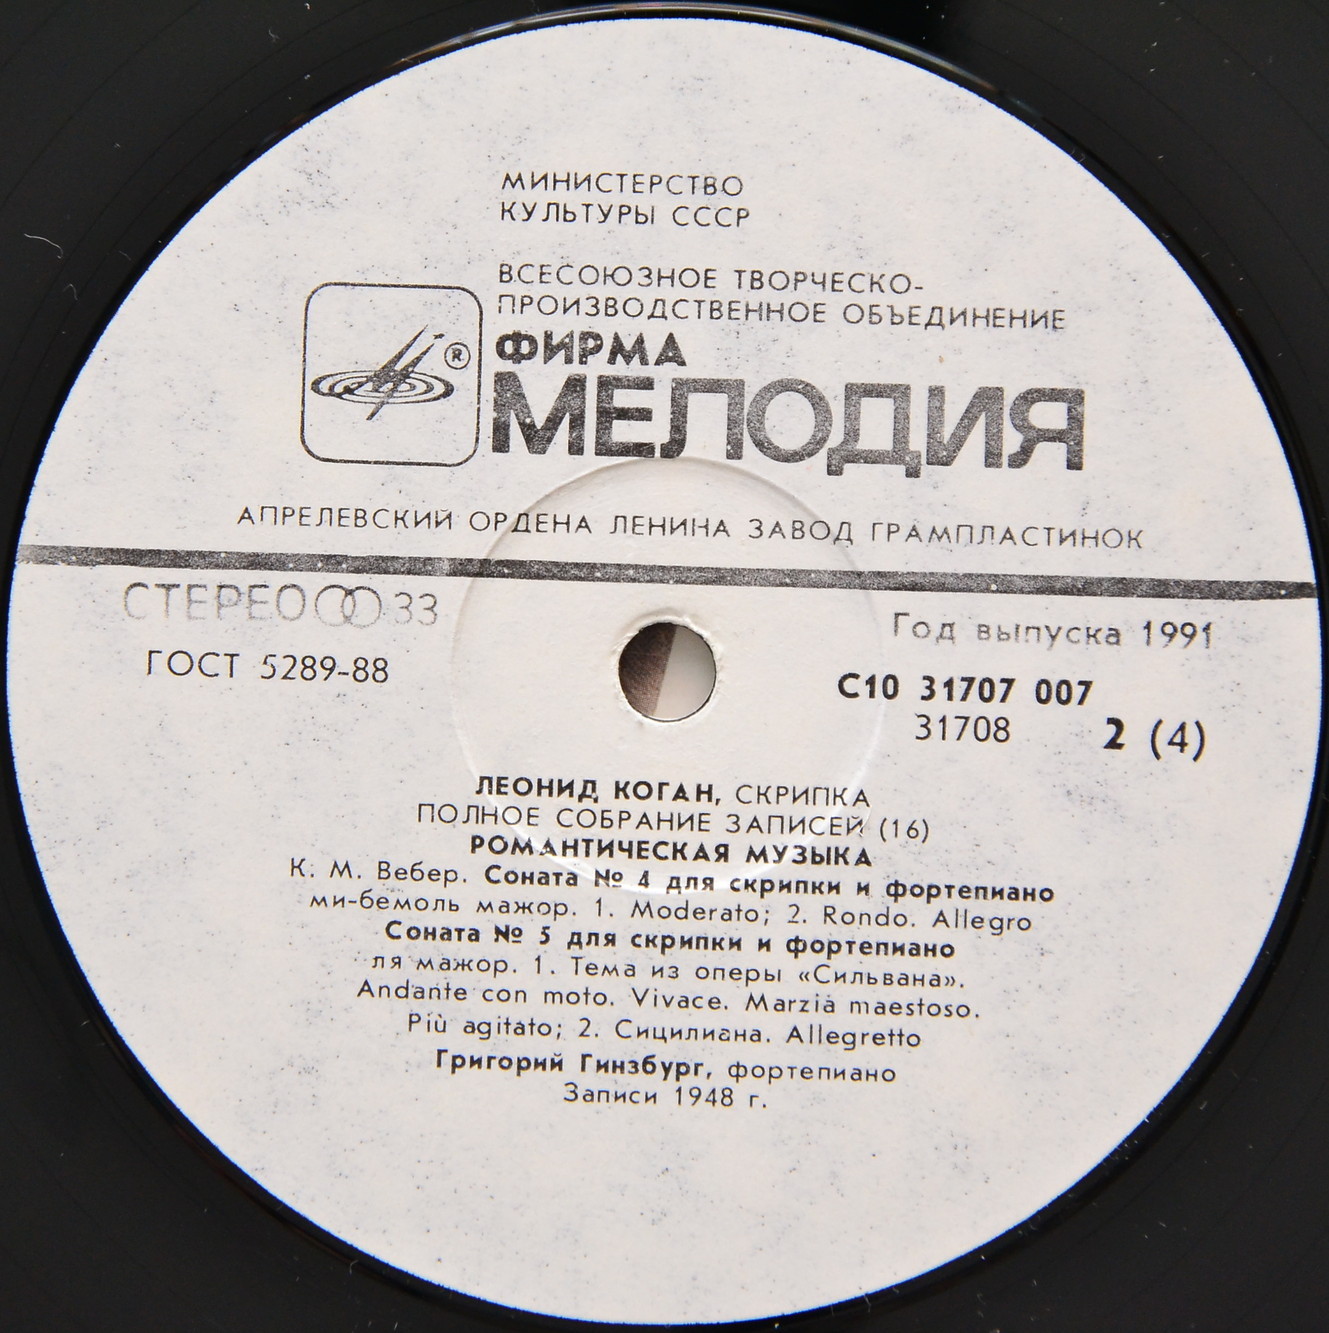 МИНИСТЕРСТВО
КУЛЬТУРЫ СССР
ВСЕСОЮЗНОЕ ТВОРЧЕСКО-
ПРОИЗВОДСТВЕННОЕ ОБЪЕДИНЕНИЕ
ФИРМА
®
МЕЛОДИЯ
АПРЕЛЕВСКИЙ ОРДЕНА ЛЕНИНА ЗАВОД ГРАМПЛАСТИНОК
СТЕРЕО 33
Год выпуска 1991
ГОСТ 5289-88
С10 31707 007
31708 2 (4)
ЛЕОНИД КОГАН, СКРИПКА
ПОЛНОЕ СОБРАНИЕ ЗАПИСЕЙ (16)
РОМАНТИЧЕСКАЯ МУЗЫКА
К. М. Вебер. Соната № 4 для скрипки и фортепиано
ми-бемоль мажор. 1. Moderato; 2. Rondo. Allegro
Соната № 5 для скрипки и фортепиано
ля мажор. 1. Тема из оперы «Сильвана».
Andante con moto. Vivace. Marzia maestoso.
Più agitato; 2. Сицилиана. Allegretto
Григорий Гинзбург, фортепиано
Записи 1948 г.